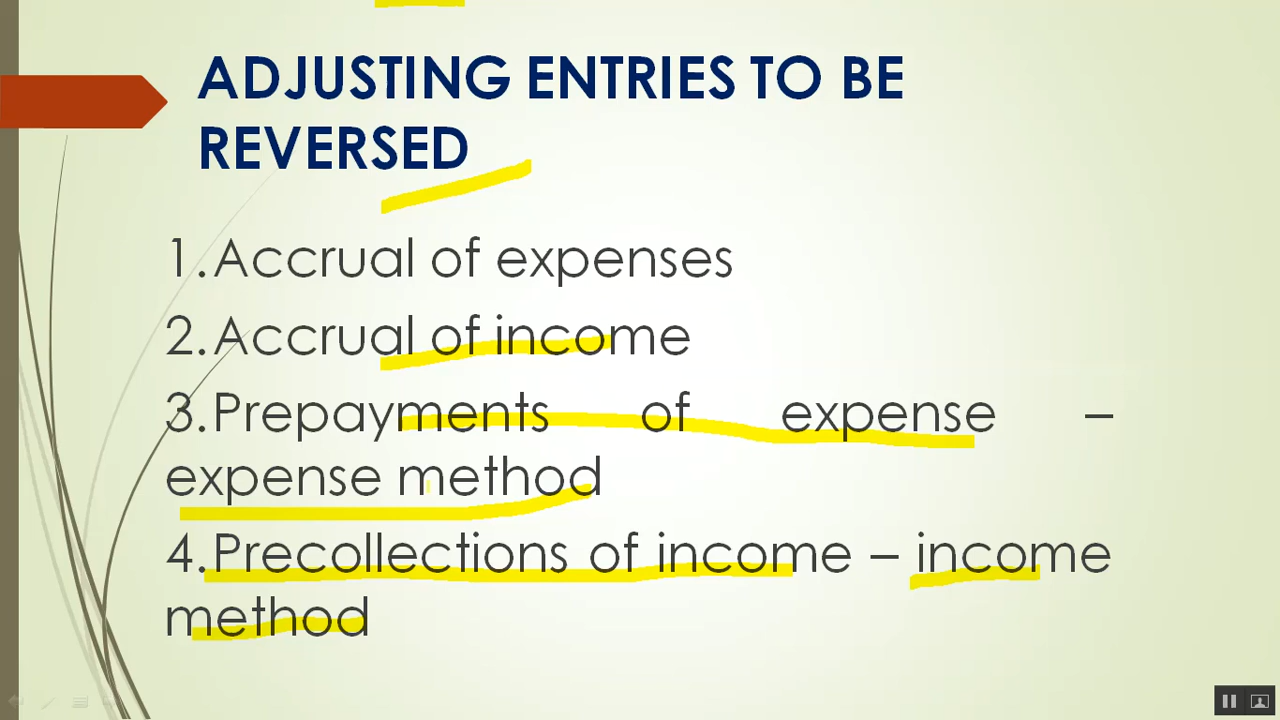 ADJUSTING ENTRIES TO BE
REVERSED
1.Accrual of expenses
2.Accrual of income
3.Prepayments of expense –
expense method
4.Precollections of income – income
method